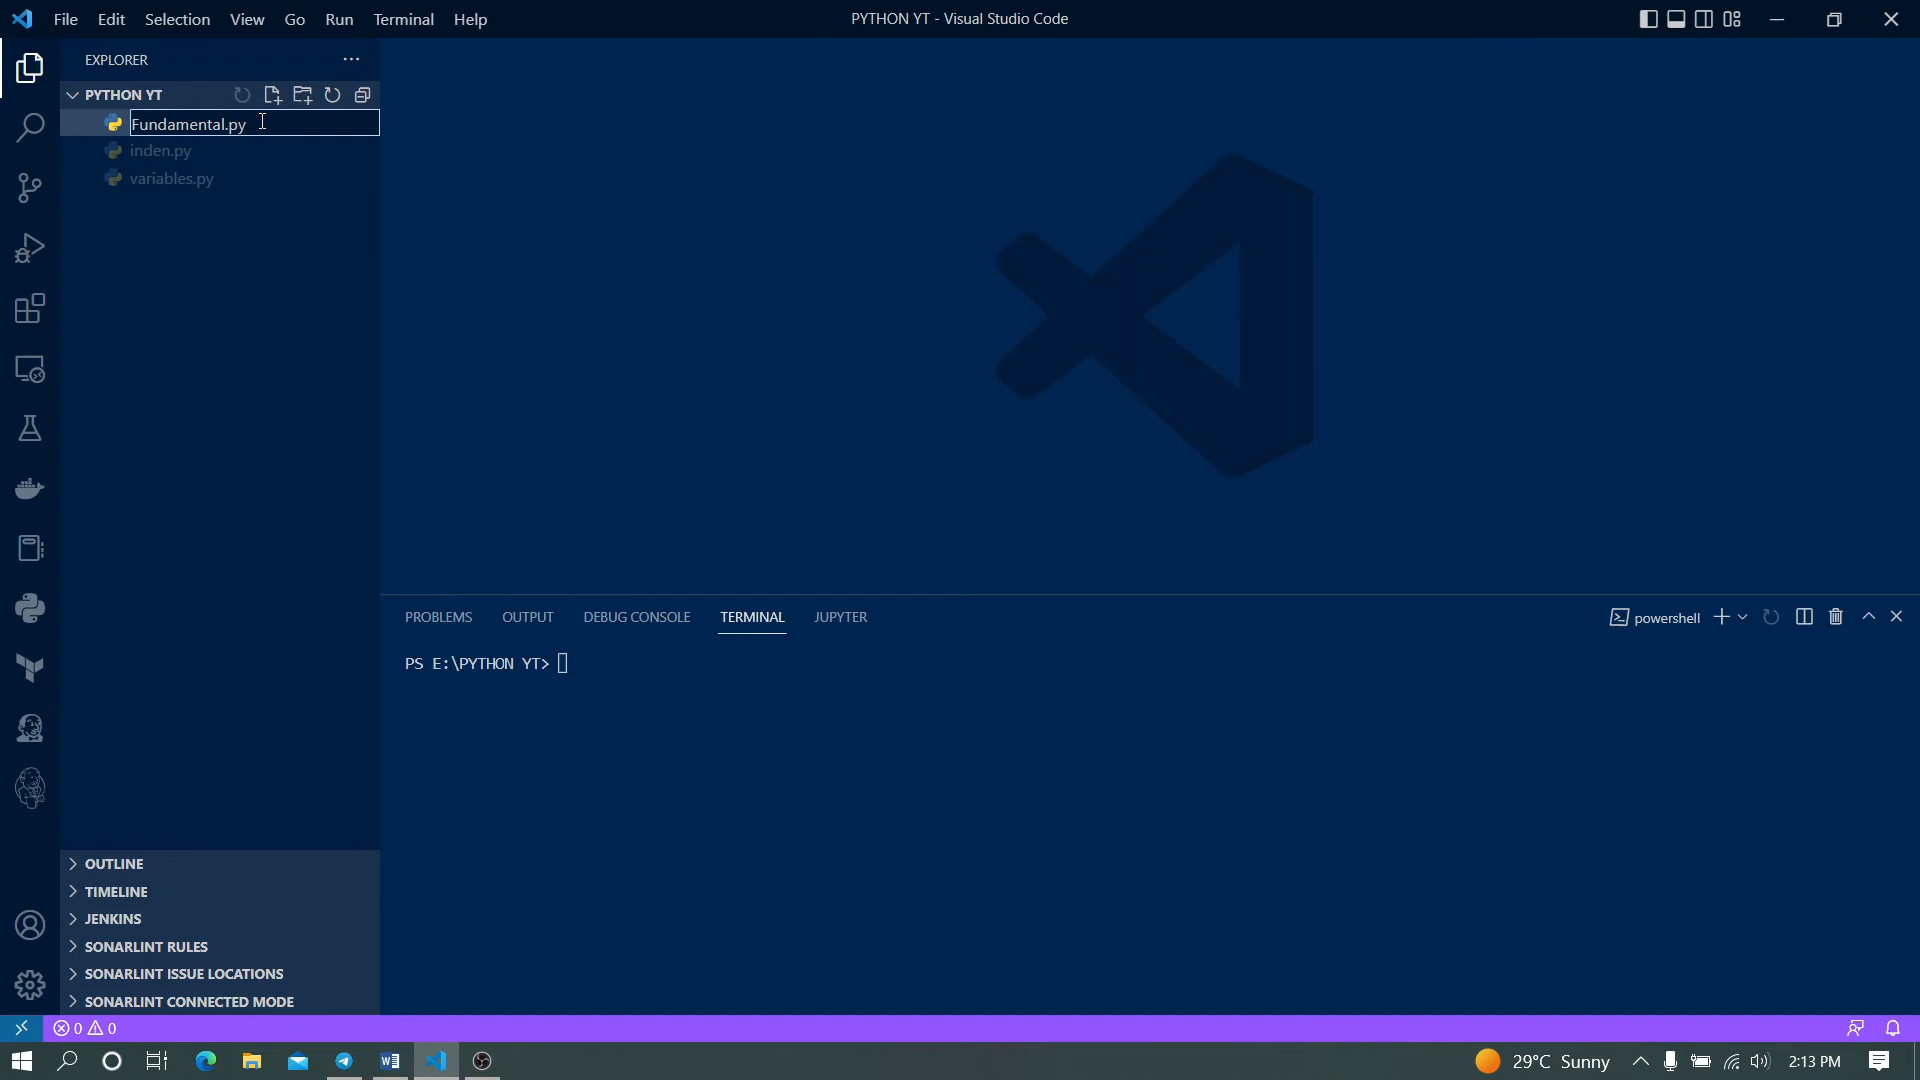 File Edit Selection View Go Run Terminal Help
PYTHON YT - Visual Studio Code
EXPLORER
PYTHON YT
Fundamental.py
inden.py
variables.py
PROBLEMS OUTPUT DEBUG CONSOLE TERMINAL JUPYTER
powershell
PS E:\PYTHON YT>
OUTLINE
TIMELINE
JENKINS
SONARLINT RULES
SONARLINT ISSUE LOCATIONS
SONARLINT CONNECTED MODE
0 0
29°C Sunny
2:13 PM